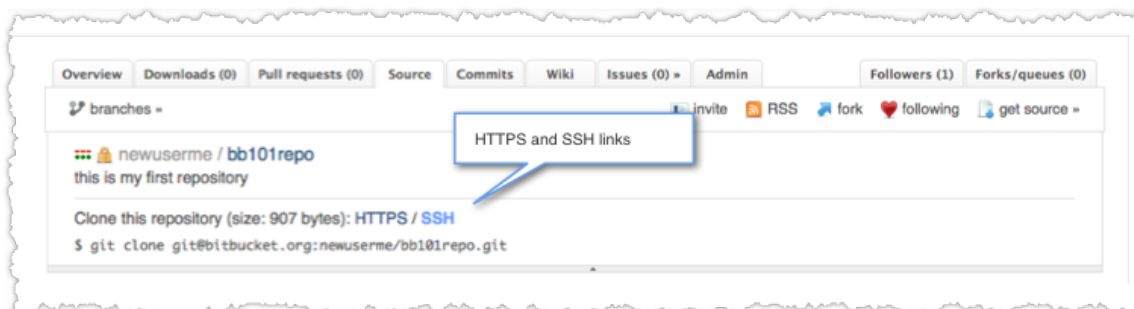 Overview Downloads (0) Pull requests (0) Source Commits Wiki Issues (0) » Admin Followers (1) Forks/queues (0)
branches » invite RSS fork following get source »
HTTPS and SSH links
newuserme / bb101repo
this is my first repository
Clone this repository (size: 907 bytes): HTTPS / SSH
$ git clone git@bitbucket.org:newuserme/bb101repo.git